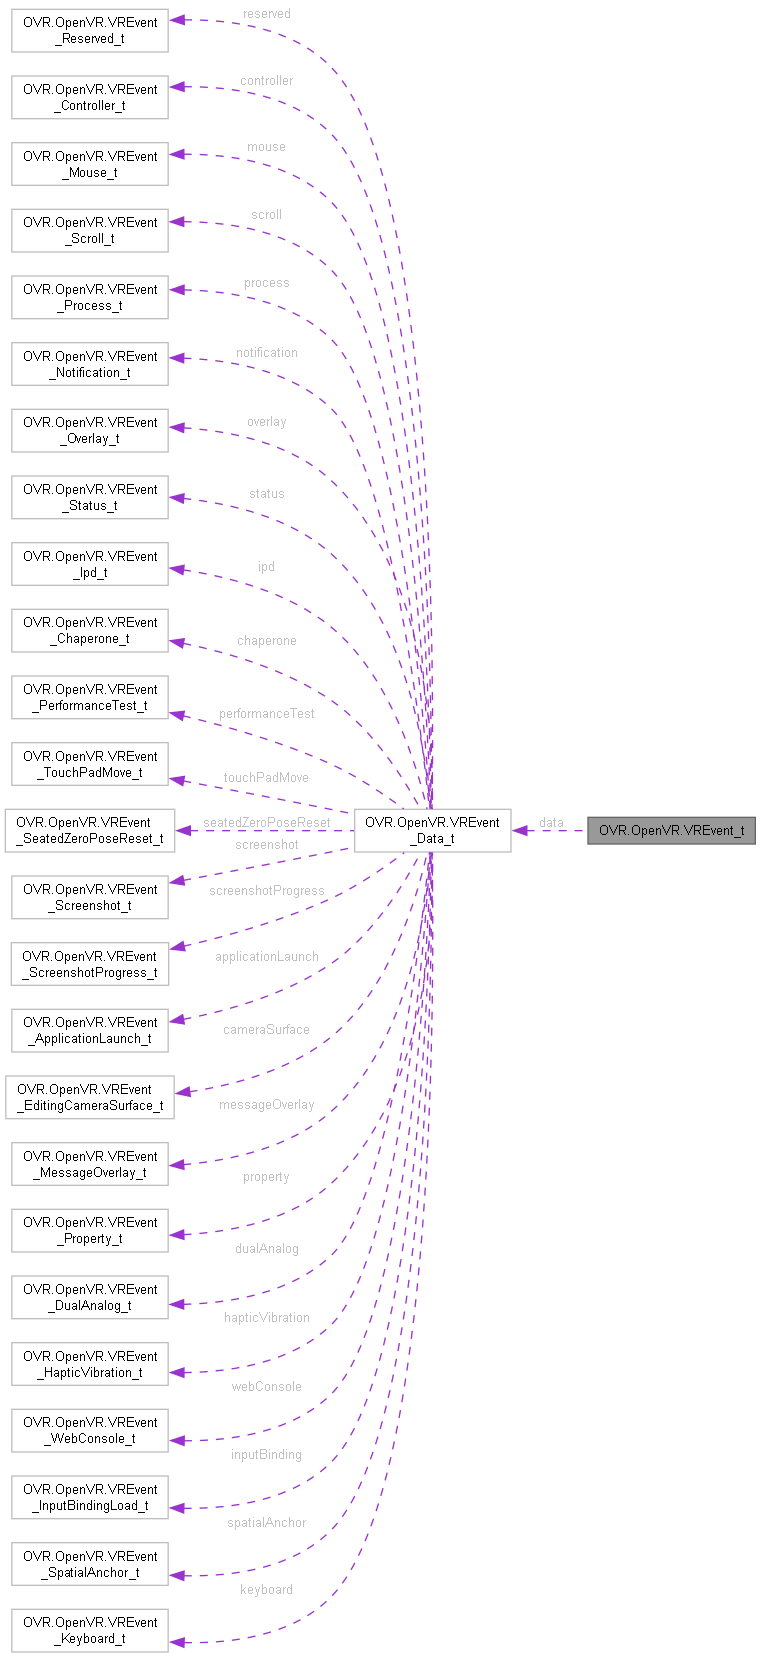 OVR.OpenVR.VREvent
_Reserved_t
reserved
OVR.OpenVR.VREvent
_Controller_t
controller
OVR.OpenVR.VREvent
_Mouse_t
mouse
OVR.OpenVR.VREvent
_Scroll_t
scroll
OVR.OpenVR.VREvent
_Process_t
process
OVR.OpenVR.VREvent
_Notification_t
notification
OVR.OpenVR.VREvent
_Overlay_t
overlay
OVR.OpenVR.VREvent
_Status_t
status
OVR.OpenVR.VREvent
_Ipd_t
ipd
OVR.OpenVR.VREvent
_Chaperone_t
chaperone
OVR.OpenVR.VREvent
_PerformanceTest_t
performanceTest
OVR.OpenVR.VREvent
_TouchPadMove_t
touchPadMove
OVR.OpenVR.VREvent
_SeatedZeroPoseReset_t
seatedZeroPoseReset
OVR.OpenVR.VREvent
_Data_t
data
OVR.OpenVR.VREvent_t
OVR.OpenVR.VREvent
_Screenshot_t
screenshot
OVR.OpenVR.VREvent
_ScreenshotProgress_t
screenshotProgress
OVR.OpenVR.VREvent
_ApplicationLaunch_t
applicationLaunch
OVR.OpenVR.VREvent
_EditingCameraSurface_t
cameraSurface
OVR.OpenVR.VREvent
_MessageOverlay_t
messageOverlay
OVR.OpenVR.VREvent
_Property_t
property
OVR.OpenVR.VREvent
_DualAnalog_t
dualAnalog
OVR.OpenVR.VREvent
_HapticVibration_t
hapticVibration
OVR.OpenVR.VREvent
_WebConsole_t
webConsole
OVR.OpenVR.VREvent
_InputBindingLoad_t
inputBinding
OVR.OpenVR.VREvent
_SpatialAnchor_t
spatialAnchor
OVR.OpenVR.VREvent
_Keyboard_t
keyboard